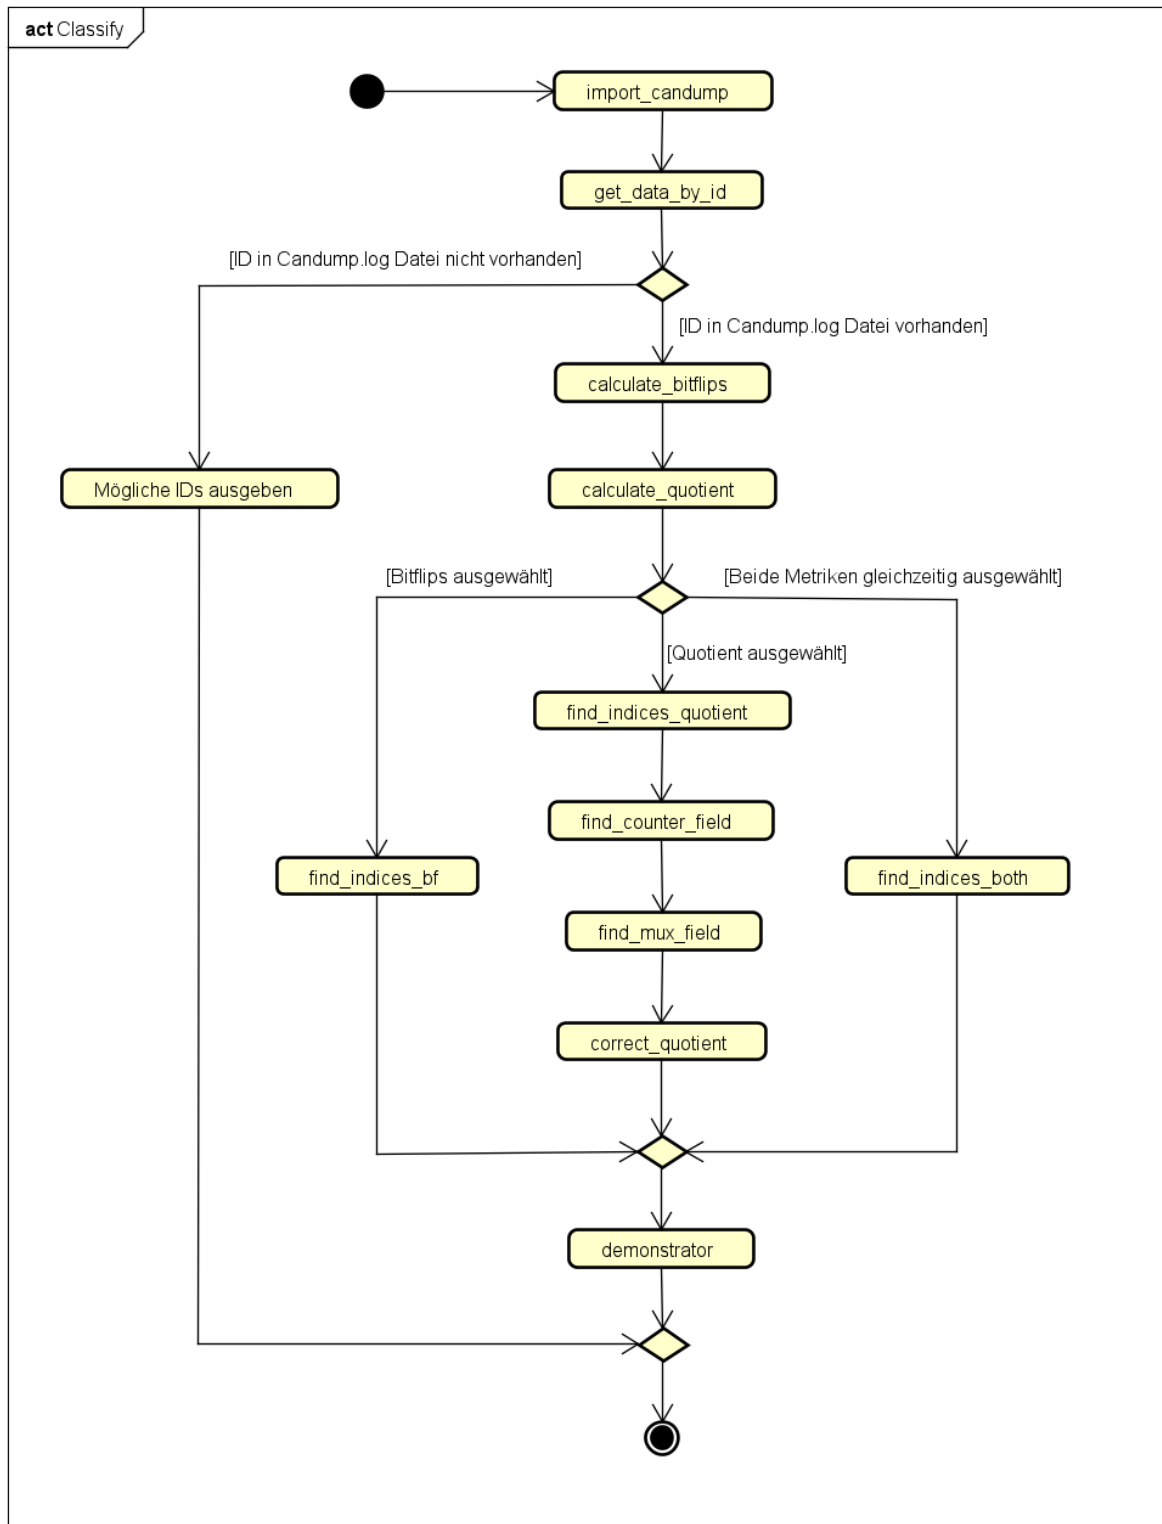 act Classify
import_candump
get_data_by_id
[ID in Candump.log Datei nicht vorhanden]
[ID in Candump.log Datei vorhanden]
calculate_bitflips
Mögliche IDs ausgeben
calculate_quotient
[Bitflips ausgewählt]
[Beide Metriken gleichzeitig ausgewählt]
[Quotient ausgewählt]
find_indices_quotient
find_counter_field
find_indices_bf
find_indices_both
find_mux_field
correct_quotient
demonstrator